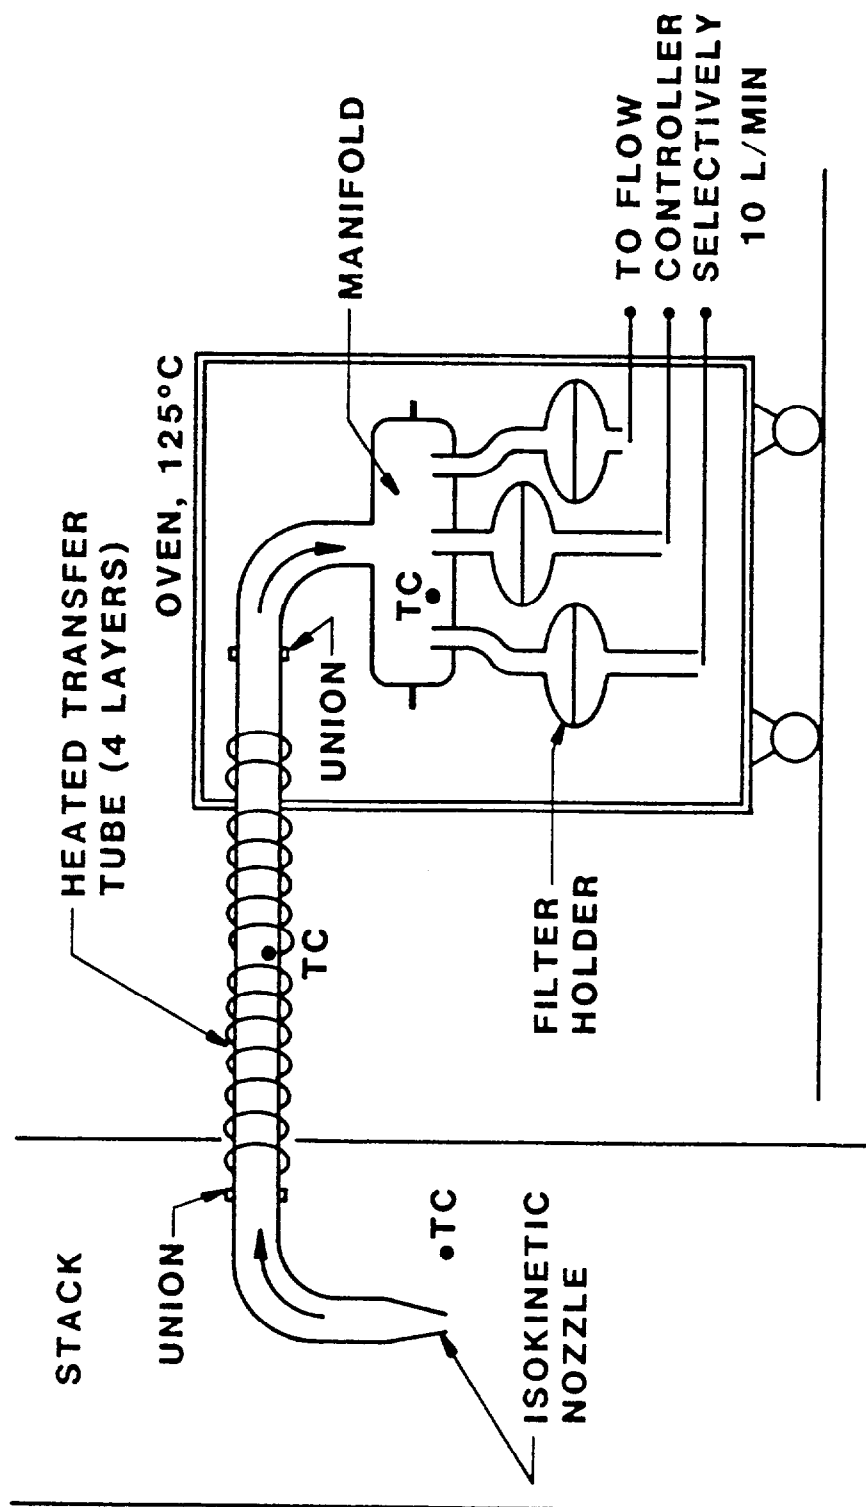 STACK
UNION
HEATED TRANSFER
TUBE (4 LAYERS)
OVEN, 125°C
MANIFOLD
UNION
TC
TC
TC
ISOKINETIC
NOZZLE
FILTER
HOLDER
TO FLOW
CONTROLLER
SELECTIVELY
10 L/MIN